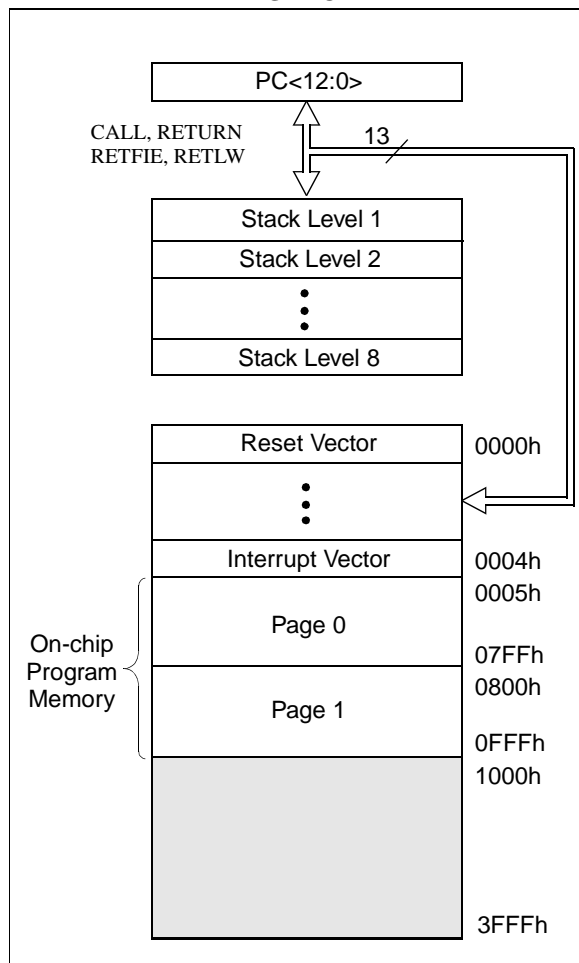 PC<12:0>
CALL, RETURN
RETFIE, RETLW
13
Stack Level 1
Stack Level 2
Stack Level 8
Reset Vector
0000h
Interrupt Vector
0004h
0005h
Page 0
07FFh
On-chip
Program
Memory
0800h
Page 1
0FFFh
1000h
3FFFh